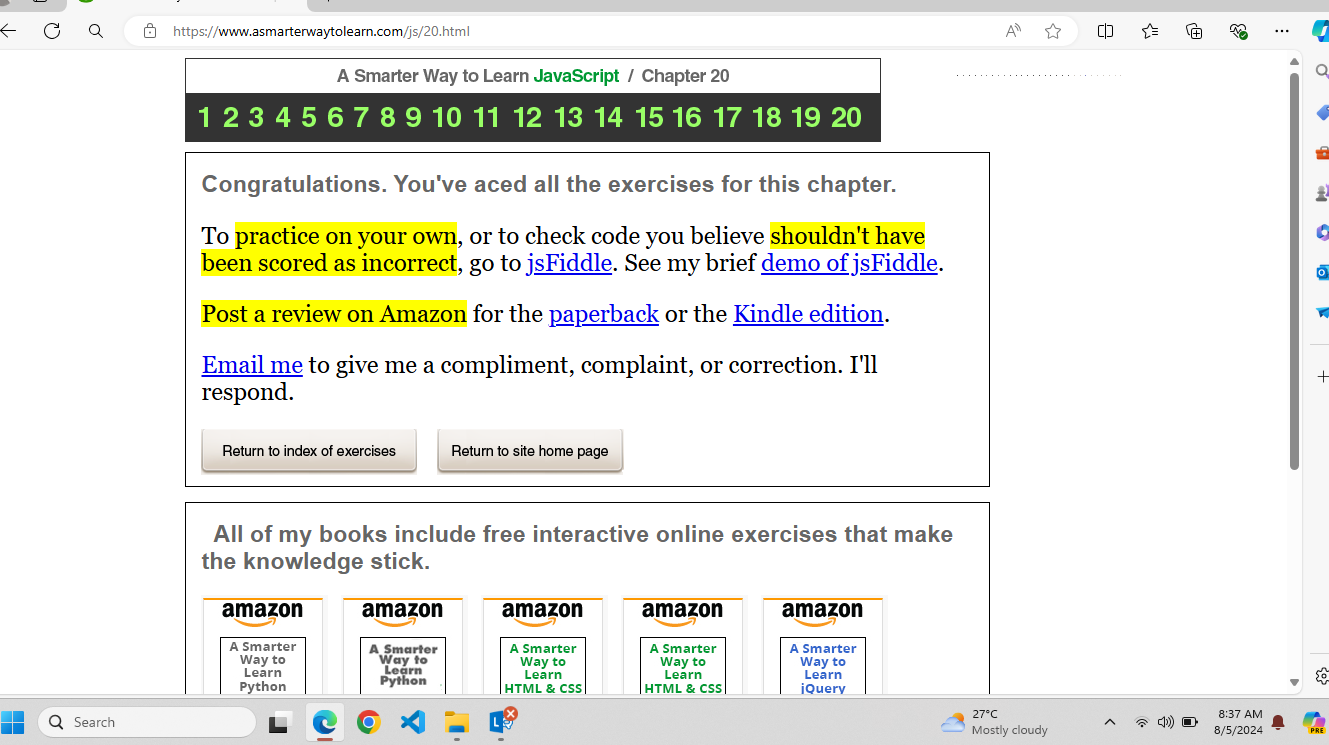 https://www.asmarterwaytolearn.com/js/20.html
A Smarter Way to Learn JavaScript / Chapter 20
1 2 3 4 5 6 7 8 9 10 11 12 13 14 15 16 17 18 19 20
Congratulations. You've aced all the exercises for this chapter.
To practice on your own, or to check code you believe shouldn't have
been scored as incorrect, go to jsFiddle. See my brief demo of jsFiddle.
Post a review on Amazon for the paperback or the Kindle edition.
Email me to give me a compliment, complaint, or correction. I'll
respond.
Return to index of exercises Return to site home page
All of my books include free interactive online exercises that make
the knowledge stick.
amazon amazon amazon amazon amazon
A Smarter A Smarter A Smarter A Smarter A Smarter
Way to Way to Way to Way to Way to
Learn Learn Learn Learn Learn
Python Python HTML & CSS HTML & CSS jQuery
Search
27°C
Mostly cloudy
8:37 AM
8/5/2024
PRE